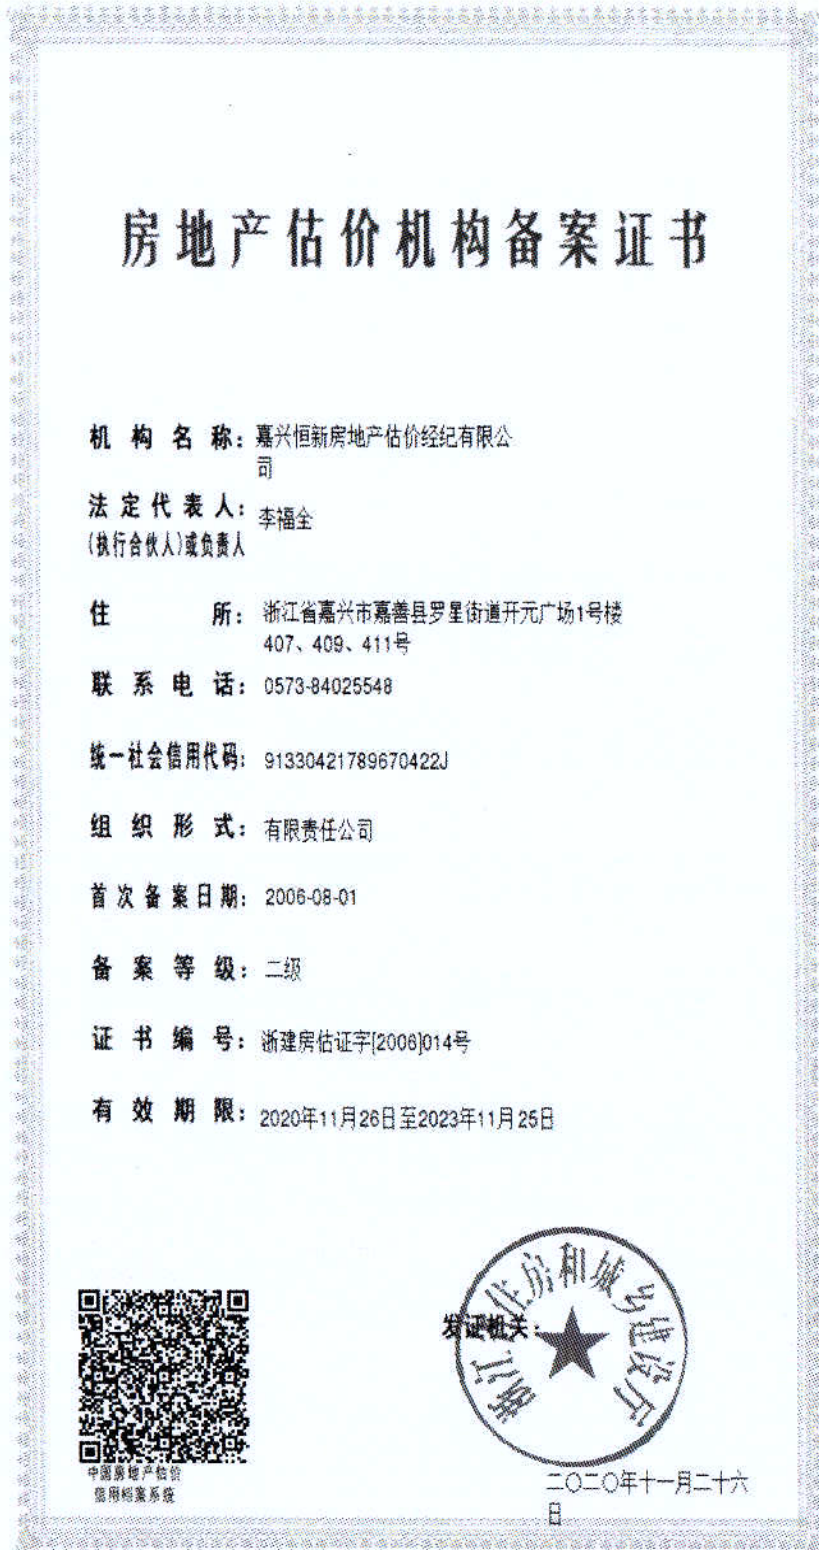 房地产估价机构备案证书
机构名称：嘉兴恒新房地产估价经纪有限公
司
法定代表人：李福全
(执行合伙人)或负责人
住所：浙江省嘉兴市嘉善县罗星街道开元广场1号楼
407、409、411号
联系电话：0573-84025548
统一社会信用代码：91330421789670422J
组织形式：有限责任公司
首次备案日期：2006-08-01
备案等级：二级
证书编号：浙建房估证字[2006]014号
有效期限：2020年11月26日至2023年11月25日
浙江省住房和城乡建设厅
发证机关：
中国房地产估价
信用档案系统
二〇二〇年十一月二十六
日